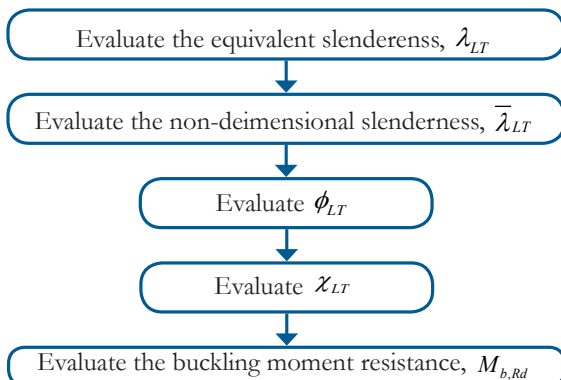 Evaluate the equivalent slenderenss, λ_LT
Evaluate the non-deimensional slenderness, λ̅_LT
Evaluate ϕ_LT
Evaluate χ_LT
Evaluate the buckling moment resistance, M_b,Rd